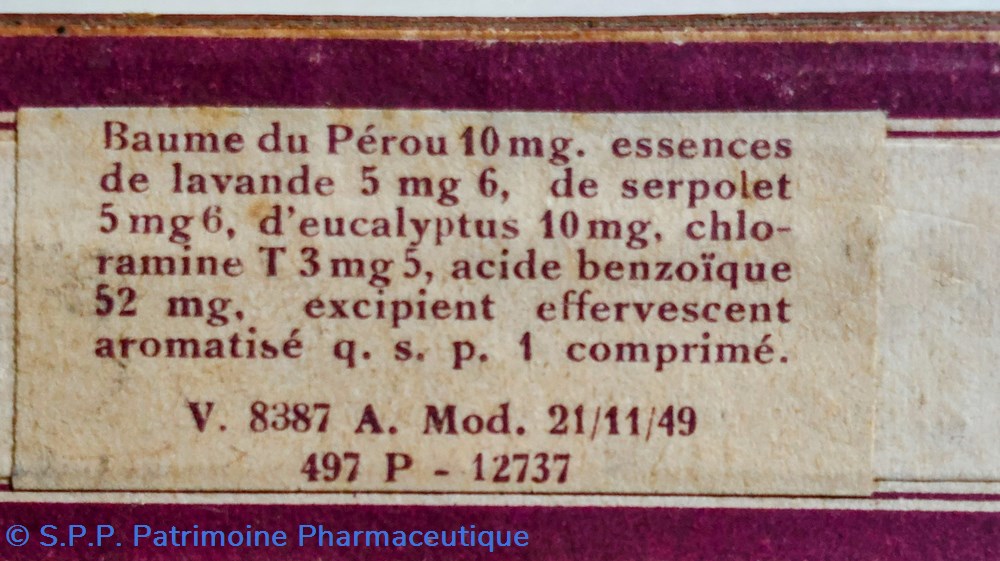 Baume du Pérou 10 mg. essences
de lavande 5 mg 6, de serpolet
5 mg 6, d'eucalyptus 10 mg, chlo-
ramine T 3 mg 5, acide benzoïque
52 mg, excipient effervescent
aromatisé q. s. p. 1 comprimé.
V. 8387 A. Mod. 21/11/49
497 P - 12737
© S.P.P. Patrimoine Pharmaceutique